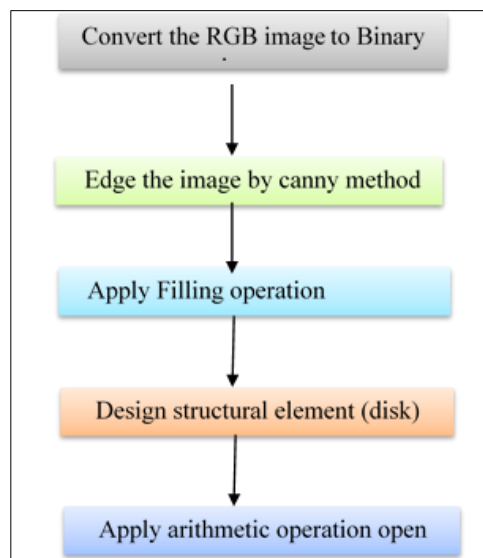 Convert the RGB image to Binary
.
Edge the image by canny method
Apply Filling operation
Design structural element (disk)
Apply arithmetic operation open